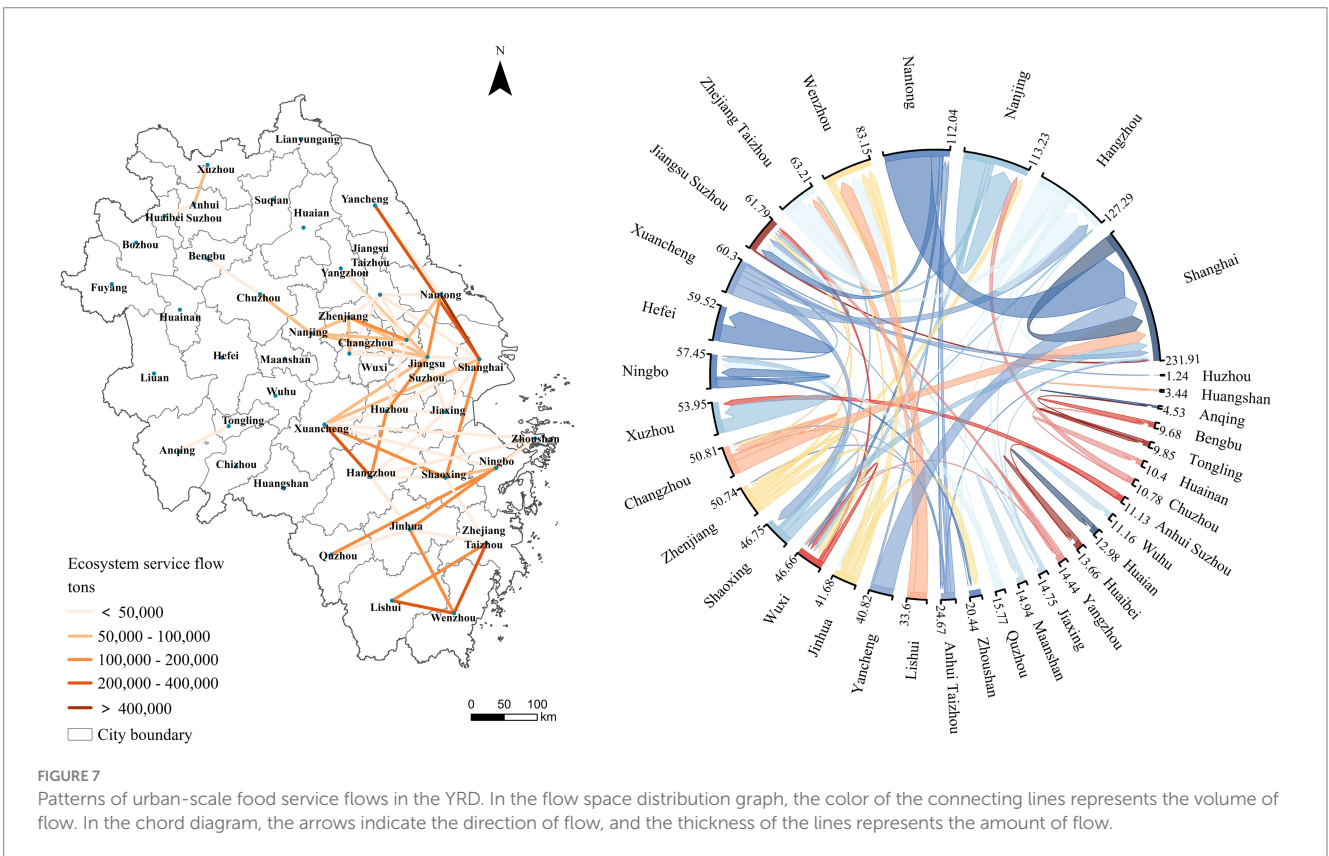 N
Lianyungang
Xuzhou
Anhui
Suzhou
Huaibei
Suqian
Yancheng
Huaian
Bozhou
Bengbu
Jiangsu
Taizhou
Yangzhou
Fuyang
Chuzhou
Nantong
Huainan
Zhenjiang
Nanjing
Changzhou
Hefei
Maanshan
Wuxi
Jiangsu
Suzhou
Shanghai
Liuan
Wuhu
Huzhou
Jiaxing
Tongling
Xuancheng
Zhoushan
Anqing
Chizhou
Hangzhou
Shaoxing
Ningbo
Huangshan
Jinhua
Zhejiang
Taizhou
Quzhou
Lishui
Wenzhou
Ecosystem service flow
tons
< 50,000
50,000 - 100,000
100,000 - 200,000
200,000 - 400,000
> 400,000
City boundary
0 50 100
km
Nantong
112.04
Nanjing
113.23
Hangzhou
127.29
Shanghai
231.91
Huzhou
1.24
Huangshan
3.44
Anqing
4.53
Bengbu
9.68
Tongling
9.85
Huainan
10.4
Chuzhou
10.78
Anhui Suzhou
11.13
Wuhu
11.16
Huaian
12.98
Huaibei
13.66
Yangzhou
14.44
Jiaxing
14.75
Maanshan
14.94
Quzhou
15.77
Zhoushan
20.44
Anhui Taizhou
24.67
Lishui
33.6
Yancheng
40.82
Jinhua
41.68
Wuxi
46.66
Shaoxing
46.75
Zhenjiang
50.74
Changzhou
50.81
Xuzhou
53.95
Ningbo
57.45
Hefei
59.52
Xuancheng
60.3
Jiangsu Suzhou
61.79
Zhejiang Taizhou
63.21
Wenzhou
83.15
FIGURE 7
Patterns of urban-scale food service flows in the YRD. In the flow space distribution graph, the color of the connecting lines represents the volume of
flow. In the chord diagram, the arrows indicate the direction of flow, and the thickness of the lines represents the amount of flow.